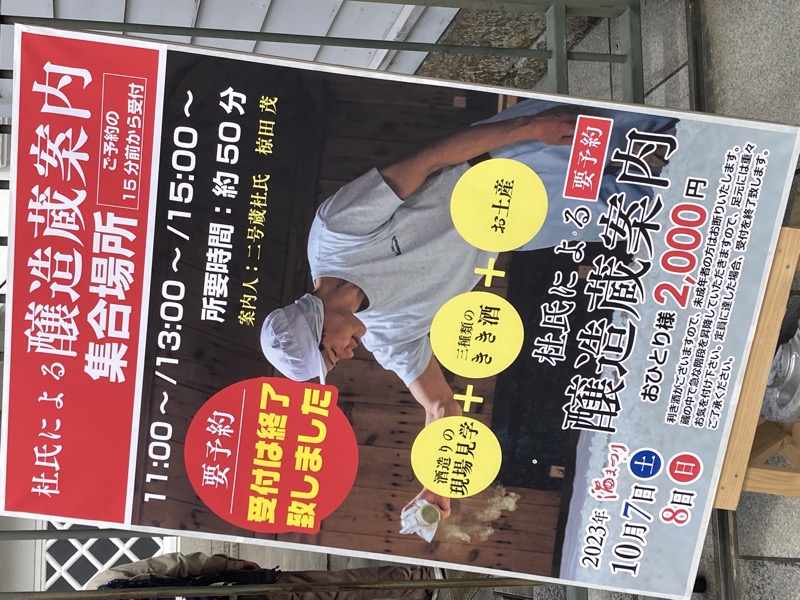 杜氏による醸造蔵案内
集合場所
ご予約の
15分前から受付
11:00～/13:00～/15:00～
所要時間：約50分
案内人：二号蔵杜氏 椋田 茂
要予約
受付は終了
致しました
酒造りの
現場見学
+
三種類の
きき酒
+
お土産
杜氏による
要予約
醸造蔵案内
おひとり様 2,000円
2023年 酒まつり
10月7日 土
8日 日
利き酒がございますので、未成年者の方はお断りいたします。
蔵の中で急な階段を昇降していただきますので、足元には重々
お気を付け下さい。定員に達した場合、受付を終了致します。
ご了承ください。